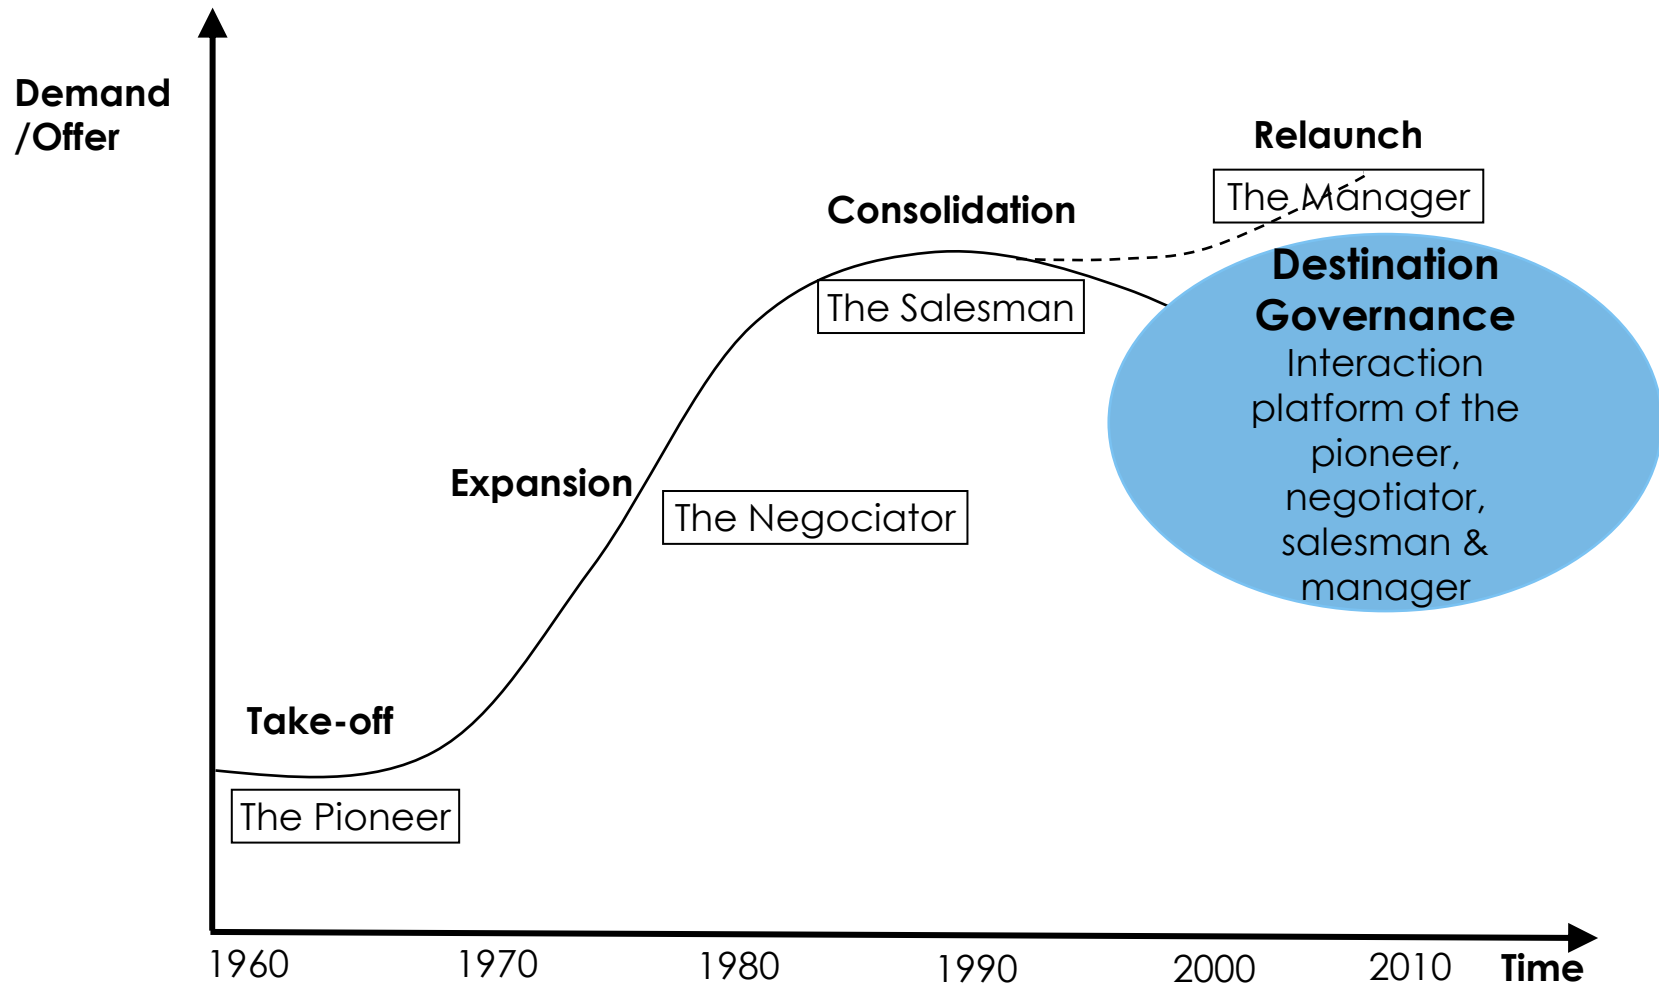 Demand
/Offer
Relaunch
The Manager
Consolidation
The Salesman
Destination
Governance
Interaction
platform of the
pioneer,
negotiator,
salesman &
manager
Expansion
The Negociator
Take-off
The Pioneer
1960
1970
1980
1990
2000
2010
Time